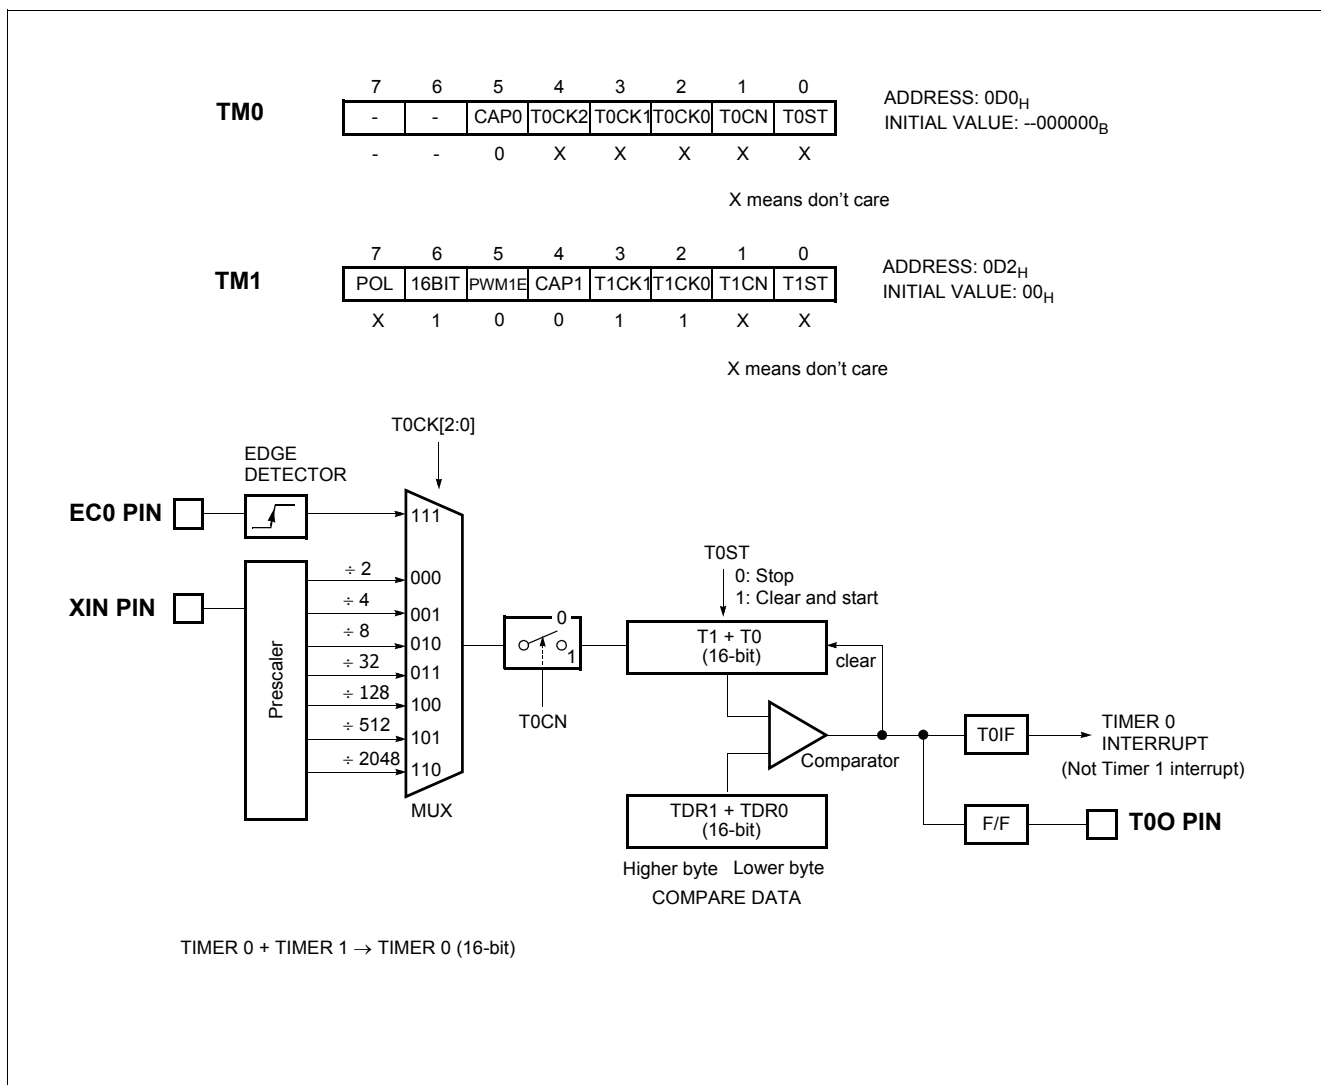 7 6 5 4 3 2 1 0
TM0 - - CAP0 T0CK2 T0CK1 T0CK0 T0CN T0ST
- - 0 X X X X X
ADDRESS: 0D0H
INITIAL VALUE: --000000B
X means don't care
7 6 5 4 3 2 1 0
TM1 POL 16BIT PWM1E CAP1 T1CK1 T1CK0 T1CN T1ST
X 1 0 0 1 1 X X
ADDRESS: 0D2H
INITIAL VALUE: 00H
X means don't care
T0CK[2:0]
EDGE
DETECTOR
EC0 PIN
111
XIN PIN
Prescaler
÷ 2 000
÷ 4 001
÷ 8 010
÷ 32 011
÷ 128 100
÷ 512 101
÷ 2048 110
MUX
0
1
T0CN
T0ST
0: Stop
1: Clear and start
T1 + T0
(16-bit)
clear
Comparator
TDR1 + TDR0
(16-bit)
Higher byte Lower byte
COMPARE DATA
T0IF
TIMER 0
INTERRUPT
(Not Timer 1 interrupt)
F/F
T0O PIN
TIMER 0 + TIMER 1 → TIMER 0 (16-bit)